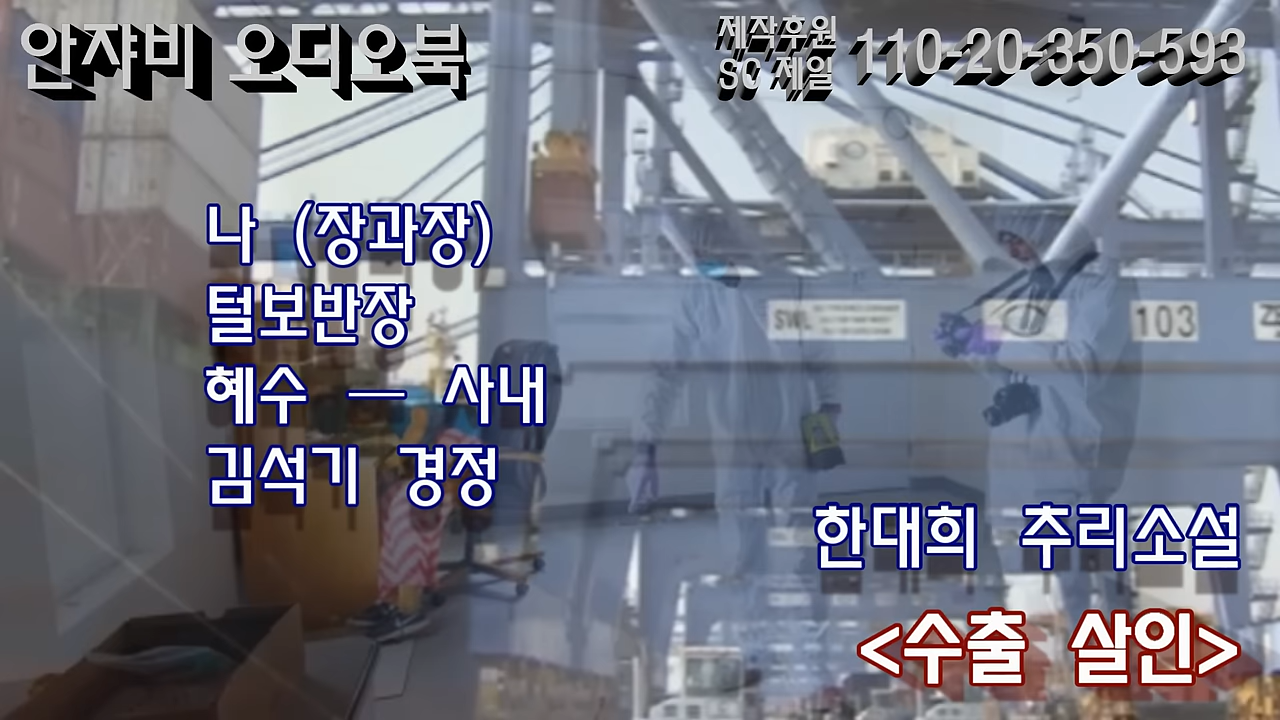 안쟈비 오디오북
제작후원
SC 제일
110-20-350-593
나 (장과장)
털보반장
혜수 — 사내
김석기 경정
SWL
103
한대희 추리소설
<수출 살인>